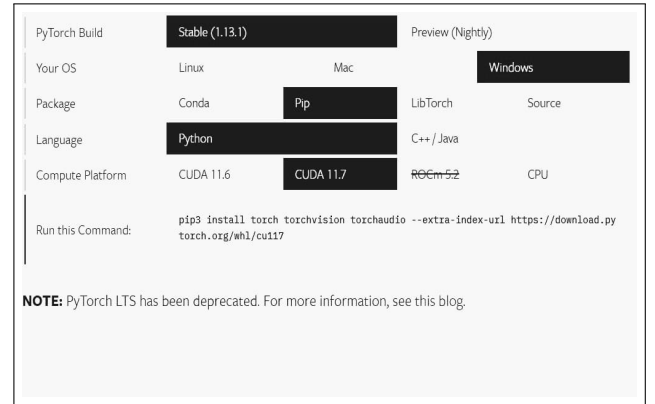 PyTorch Build Stable (1.13.1) Preview (Nightly)
Your OS Linux Mac Windows
Package Conda Pip LibTorch Source
Language Python C++ / Java
Compute Platform CUDA 11.6 CUDA 11.7 ROCm 5.2 CPU
Run this Command: pip3 install torch torchvision torchaudio --extra-index-url https://download.py
torch.org/whl/cu117
NOTE: PyTorch LTS has been deprecated. For more information, see this blog.